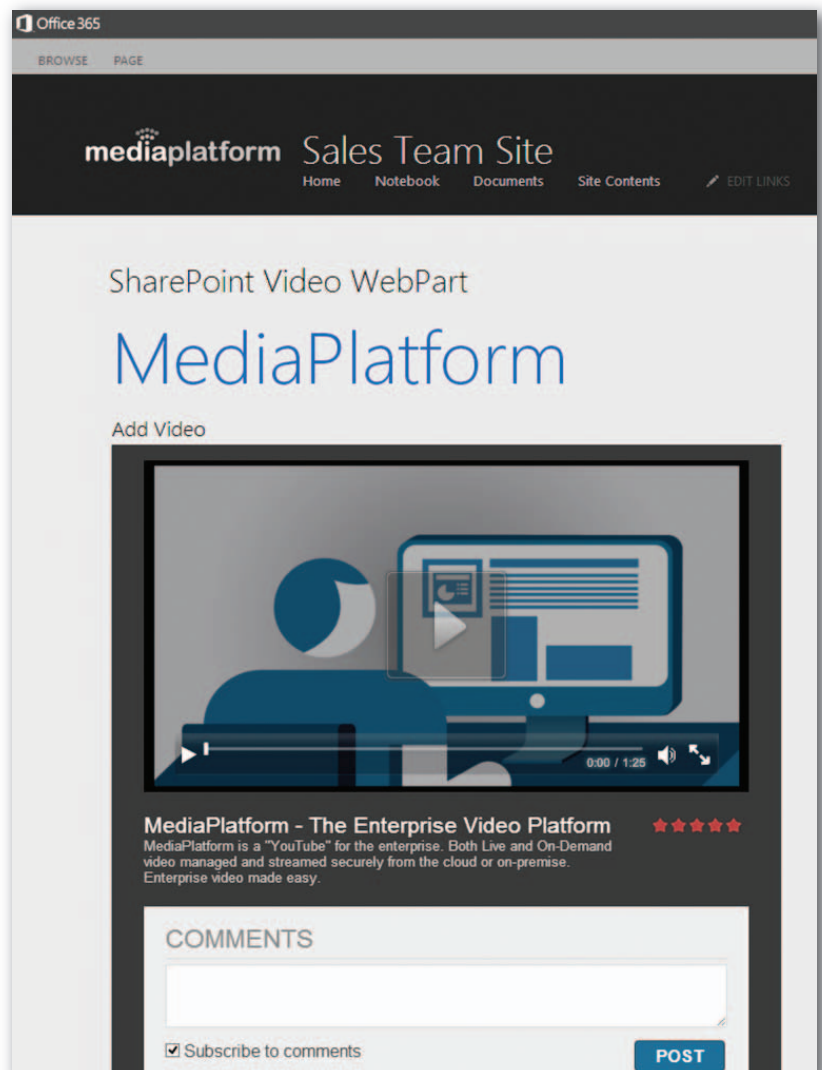 Office 365
BROWSE PAGE
mediaplatform Sales Team Site
Home Notebook Documents Site Contents EDIT LINKS
SharePoint Video WebPart
MediaPlatform
Add Video
0:00 / 1:25
MediaPlatform - The Enterprise Video Platform
MediaPlatform is a "YouTube" for the enterprise. Both Live and On-Demand
video managed and streamed securely from the cloud or on-premise.
Enterprise video made easy.
COMMENTS
Subscribe to comments
POST